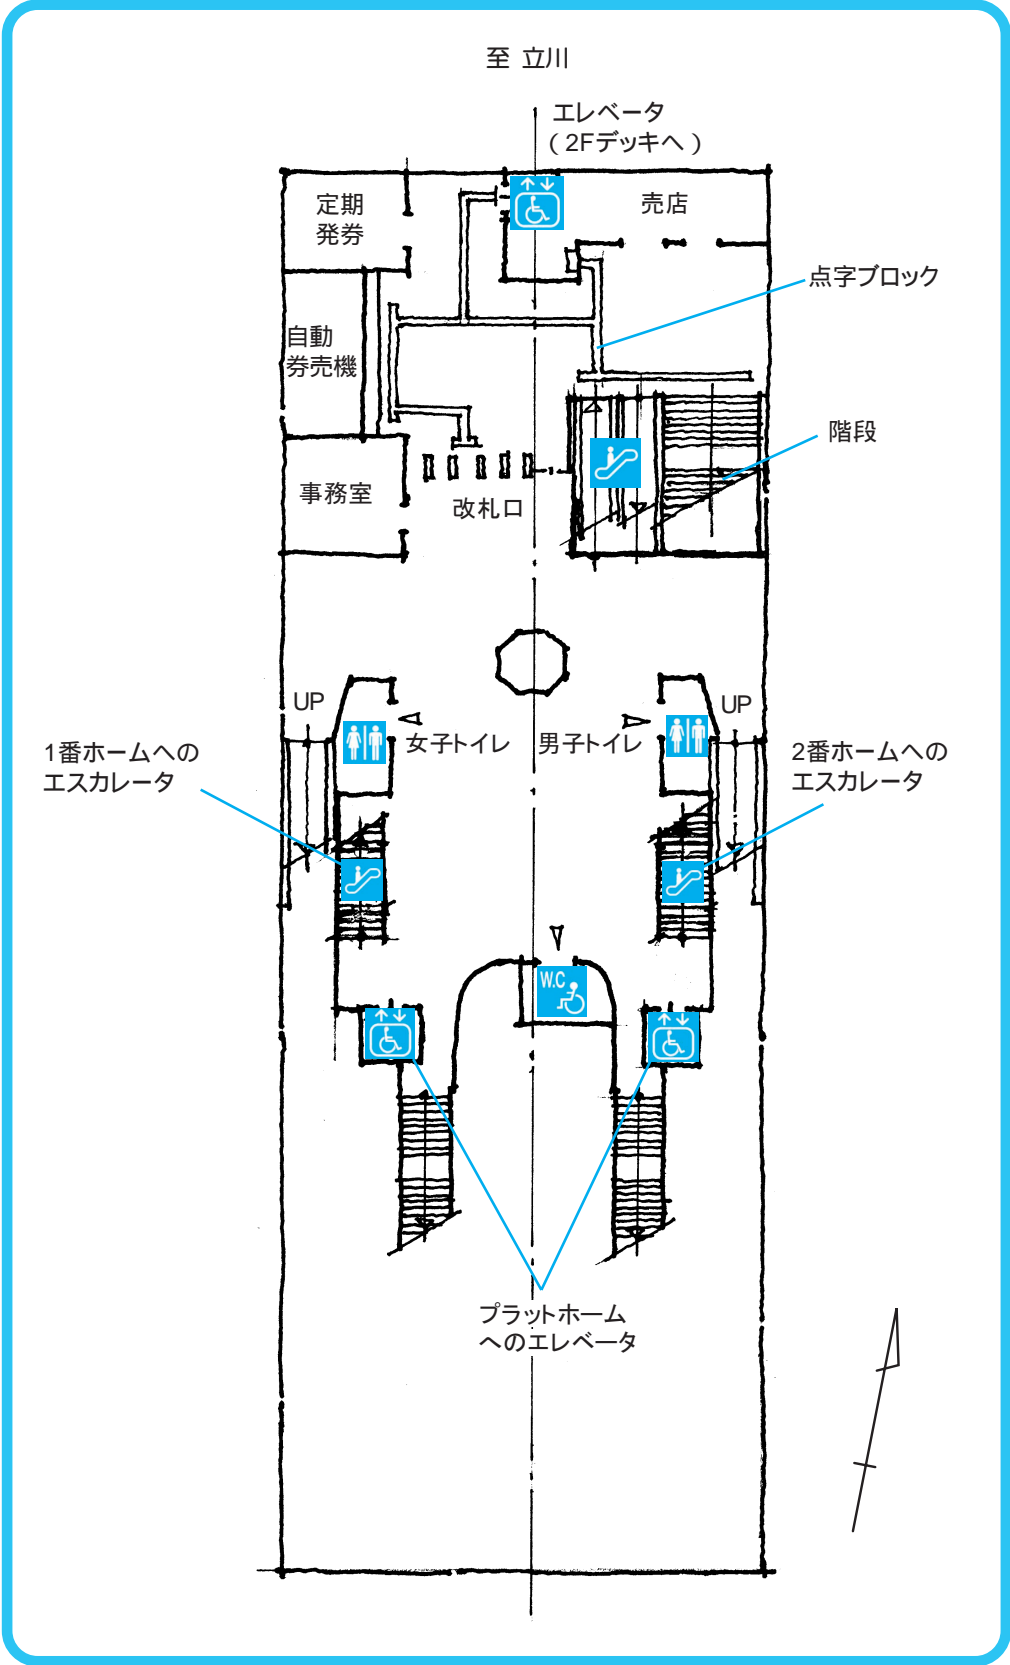 至 立川
エレベータ
（2Fデッキへ）
定期
発券
売店
点字ブロック
自動
券売機
階段
事務室
改札口
UP
UP
女子トイレ
男子トイレ
1番ホームへの
エスカレータ
2番ホームへの
エスカレータ
W.C
プラットホーム
へのエレベータ